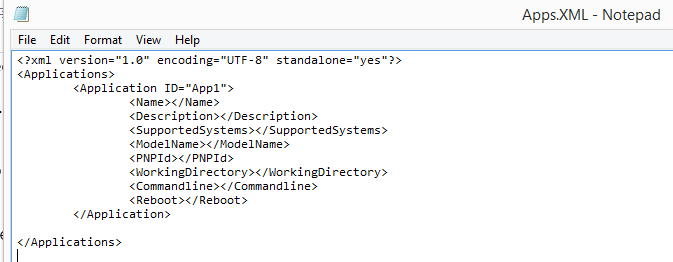 Apps.XML - Notepad
File Edit Format View Help
<?xml version="1.0" encoding="UTF-8" standalone="yes"?>
<Applications>
<Application ID="App1">
<Name></Name>
<Description></Description>
<SupportedSystems></SupportedSystems>
<ModelName></ModelName>
<PNPId></PNPId>
<WorkingDirectory></WorkingDirectory>
<Commandline></Commandline>
<Reboot></Reboot>
</Application>
</Applications>